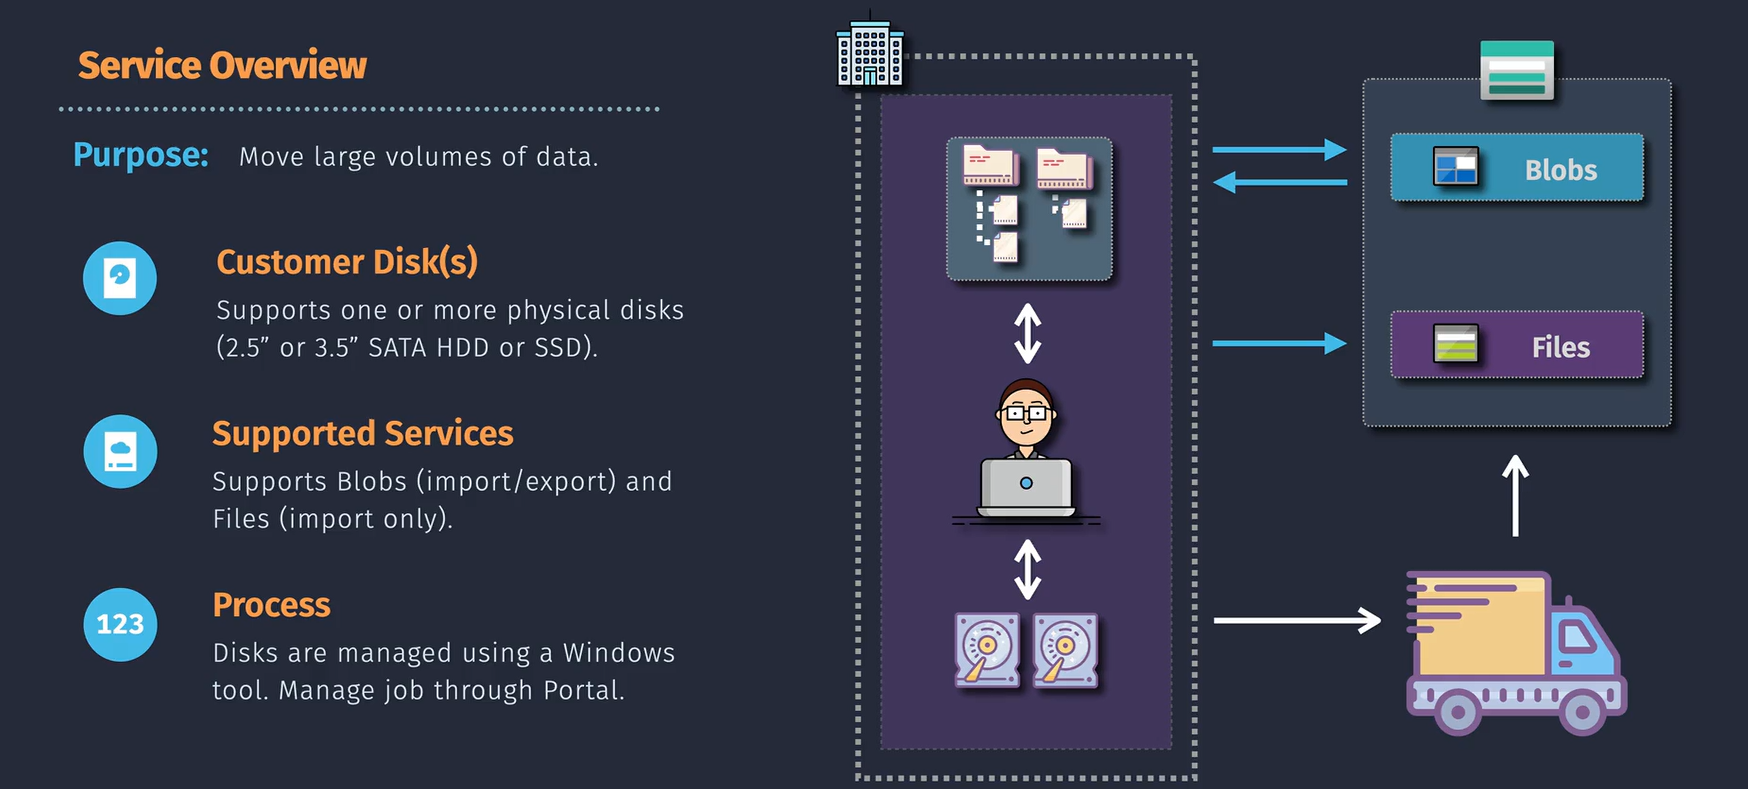 Service Overview
Purpose: Move large volumes of data.
Customer Disk(s)
Supports one or more physical disks
(2.5” or 3.5” SATA HDD or SSD).
Supported Services
Supports Blobs (import/export) and
Files (import only).
123
Process
Disks are managed using a Windows
tool. Manage job through Portal.
Blobs
Files